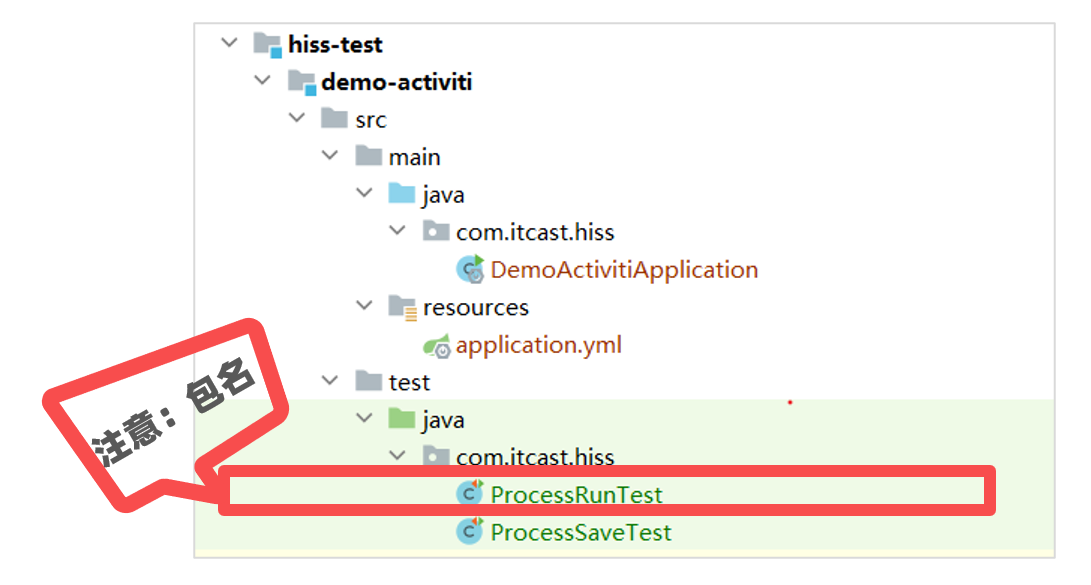 hiss-test
demo-activiti
src
main
java
com.itcast.hiss
DemoActivitiApplication
resources
application.yml
test
java
com.itcast.hiss
ProcessRunTest
ProcessSaveTest
注意：包名